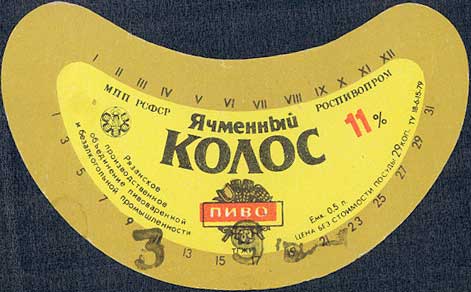 I II III IV V VI VII VIII IX X XI XII
МПП РСФСР
РОСПИВОПРОМ
Ячменный
КОЛОС
11%
Рязанское
производственное
объединение пивоваренной
и безалкогольной промышленности
ПИВО
Емк. 0,5 л.
ЦЕНА БЕЗ СТОИМОСТИ ПОСУДЫ 29 КОП. ТУ 18-6-15-79
1 3 5 7 9 13 15 17 19 21 23 25 27 29 31
3